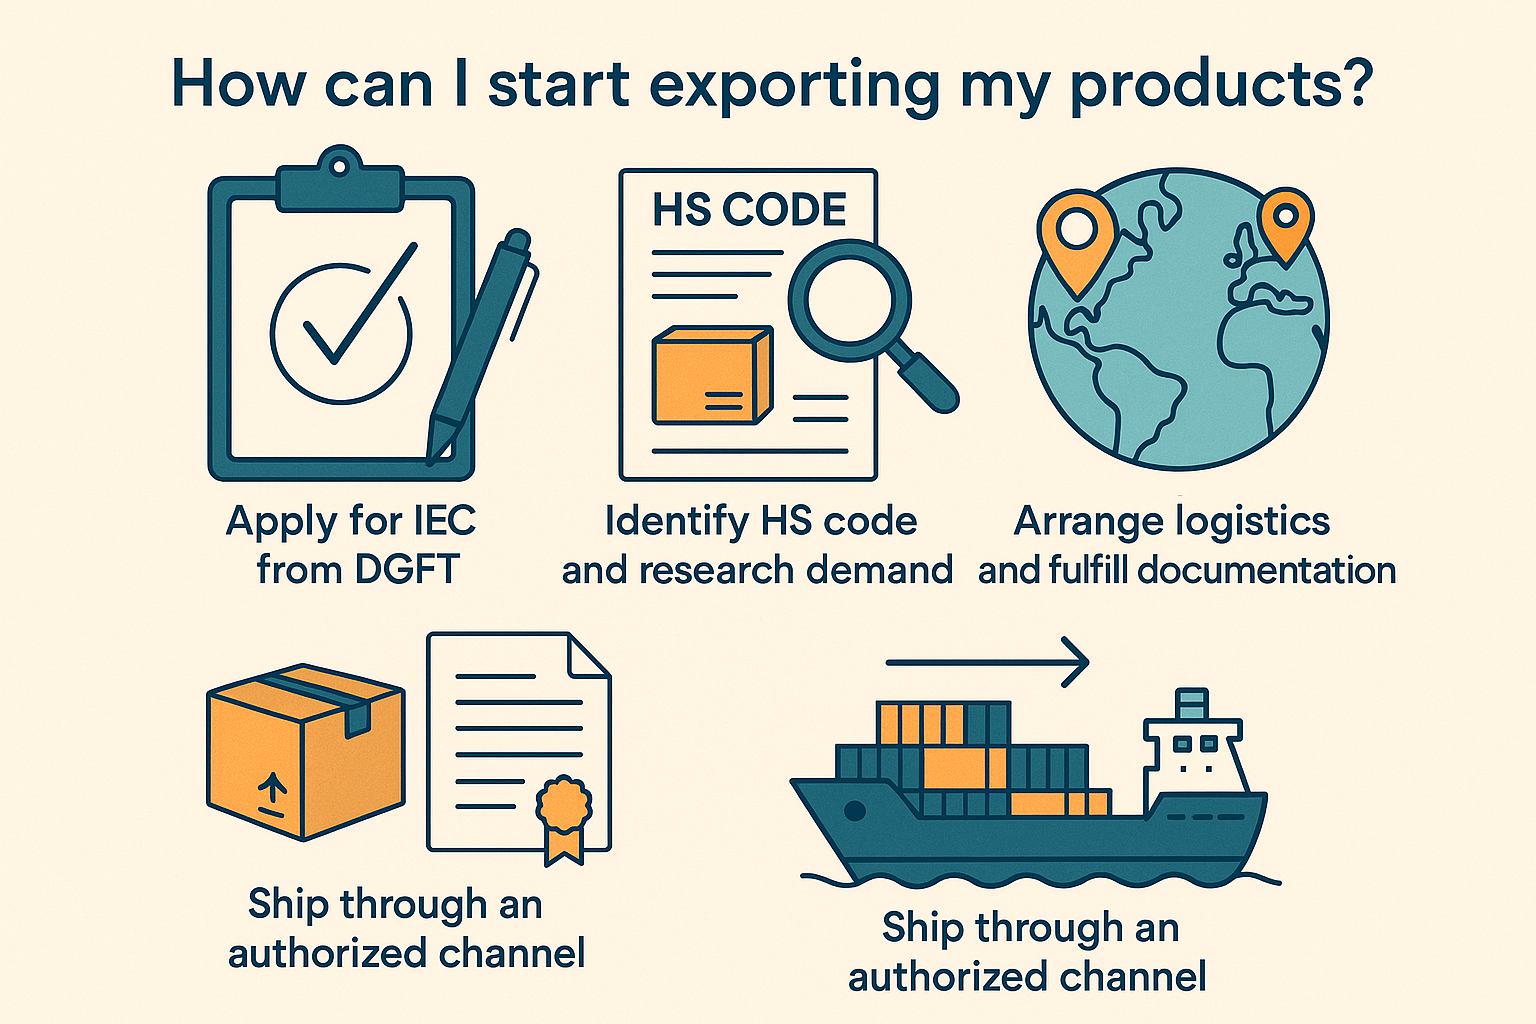 How can I start exporting my products?
HS CODE
Apply for IEC
from DGFT
Identify HS code
and research demand
Arrange logistics
and fulfill documentation
Ship through an
authorized channel
Ship through an
authorized channel